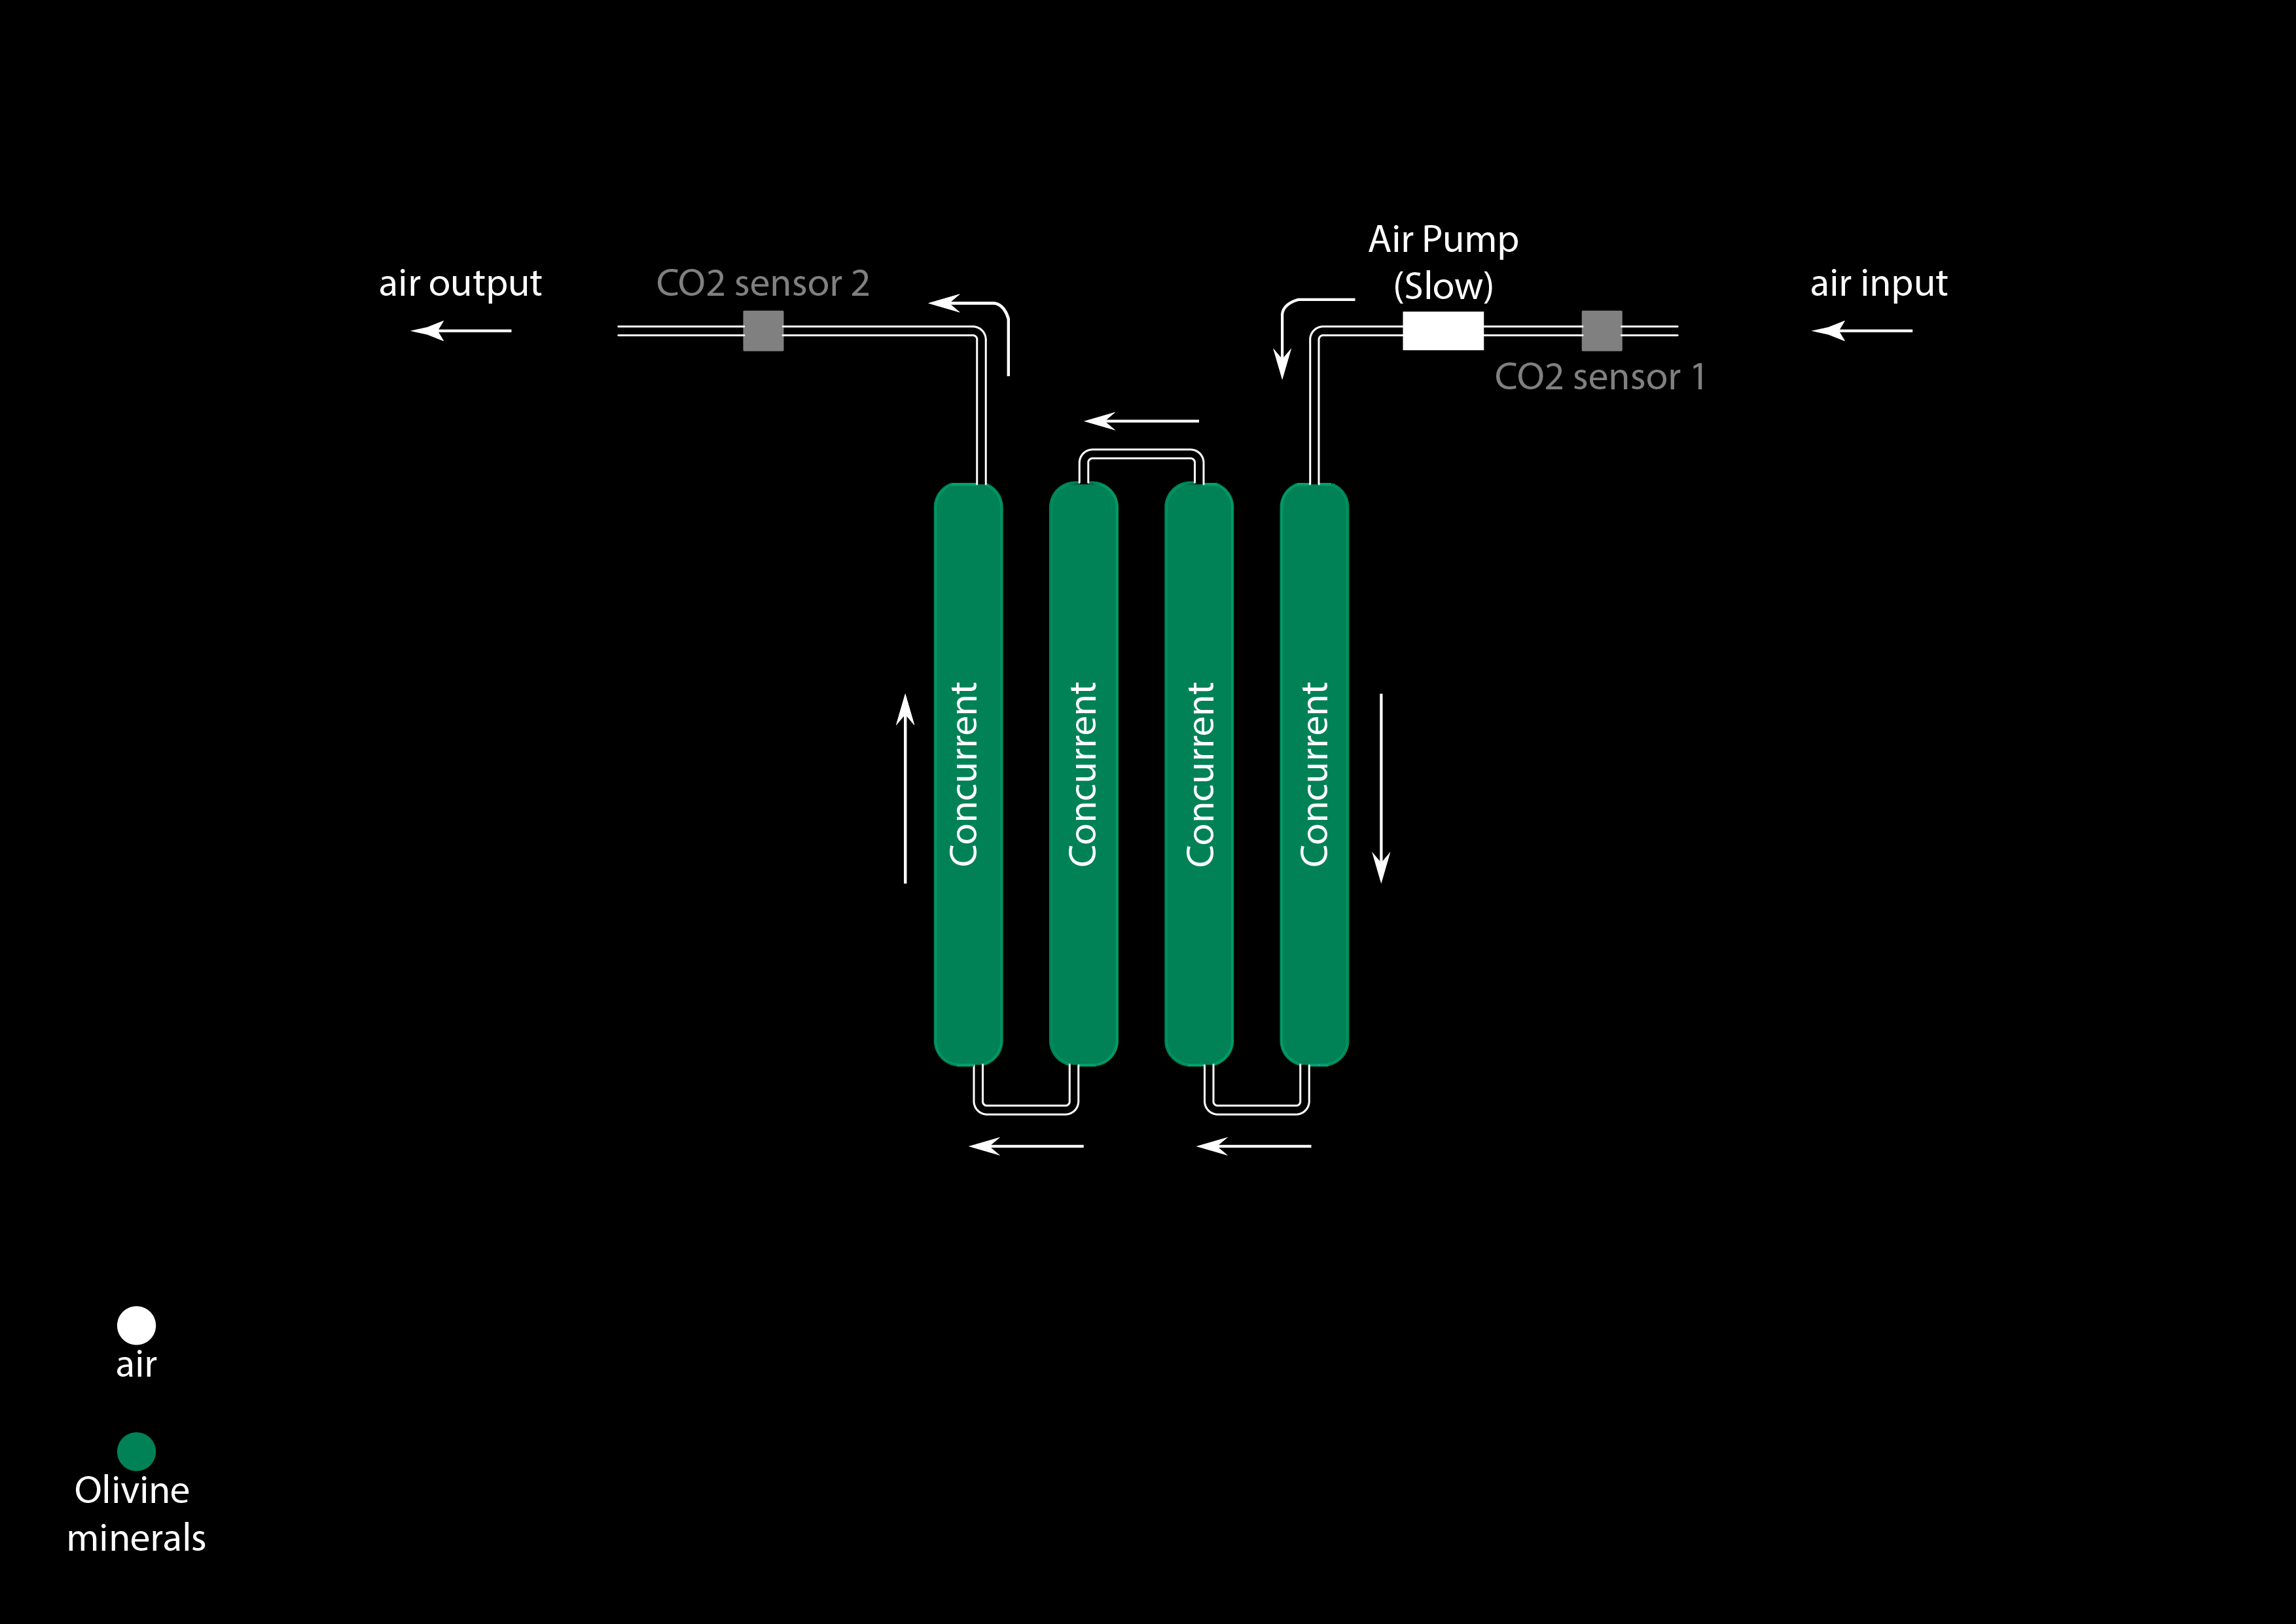 Air Pump
(Slow)
air output
CO2 sensor 2
air input
CO2 sensor 1
Concurrent
Concurrent
Concurrent
Concurrent
air
Olivine
minerals